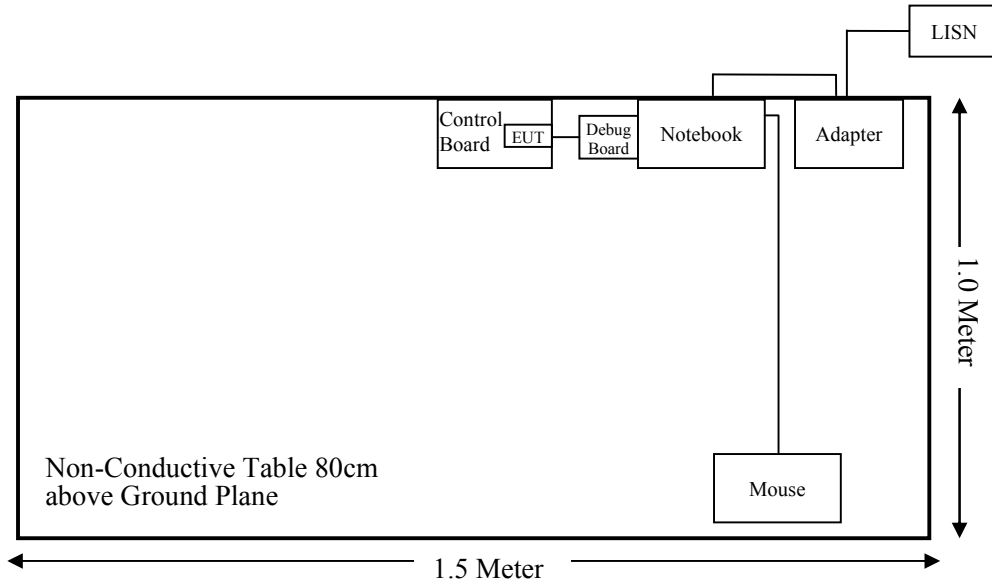 LISN
Control
Board
EUT
Debug
Board
Notebook
Adapter
1.0 Meter
Mouse
Non-Conductive Table 80cm
above Ground Plane
1.5 Meter